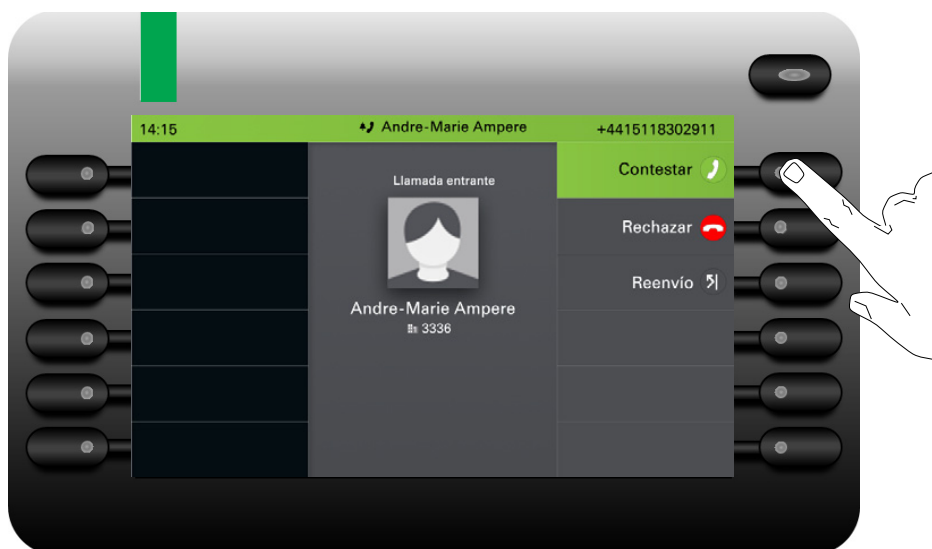 14:15 Andre-Marie Ampere +4415118302911
Llamada entrante
Andre-Marie Ampere
3336
Contestar
Rechazar
Reenvío